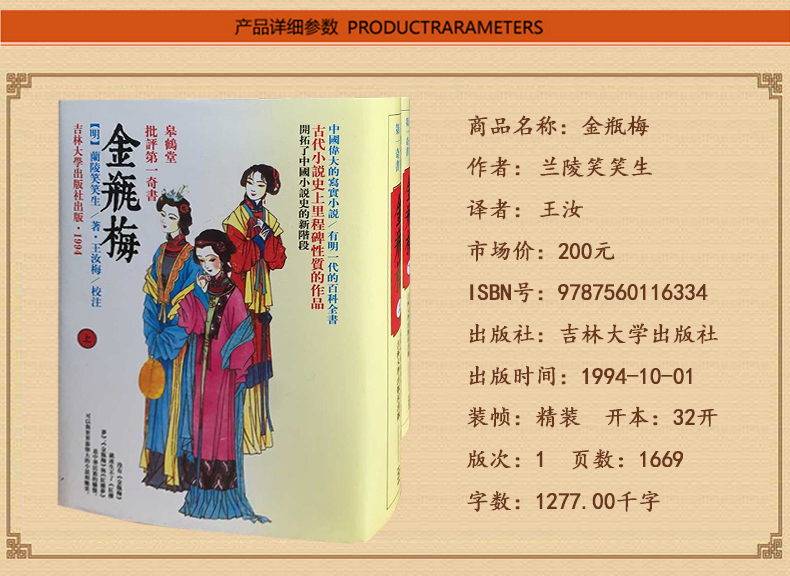 产品详细参数 PRODUCTRARAMETERS
中國偉大的寫實小説／有明一代的百科全書
古代小説史上里程碑性質的作品
開拓了中國小説史的新階段
皋鶴堂
批評第一奇書
金瓶梅
【明】蘭陵笑笑生／著·王汝梅／校注
吉林大學出版社出版·1994
上
第一奇書
商品名称：金瓶梅
作者：兰陵笑笑生
译者：王汝
市场价：200元
ISBN号：9787560116334
出版社：吉林大学出版社
出版时间：1994-10-01
装帧：精装 开本：32开
版次：1 页数：1669
字数：1277.00千字